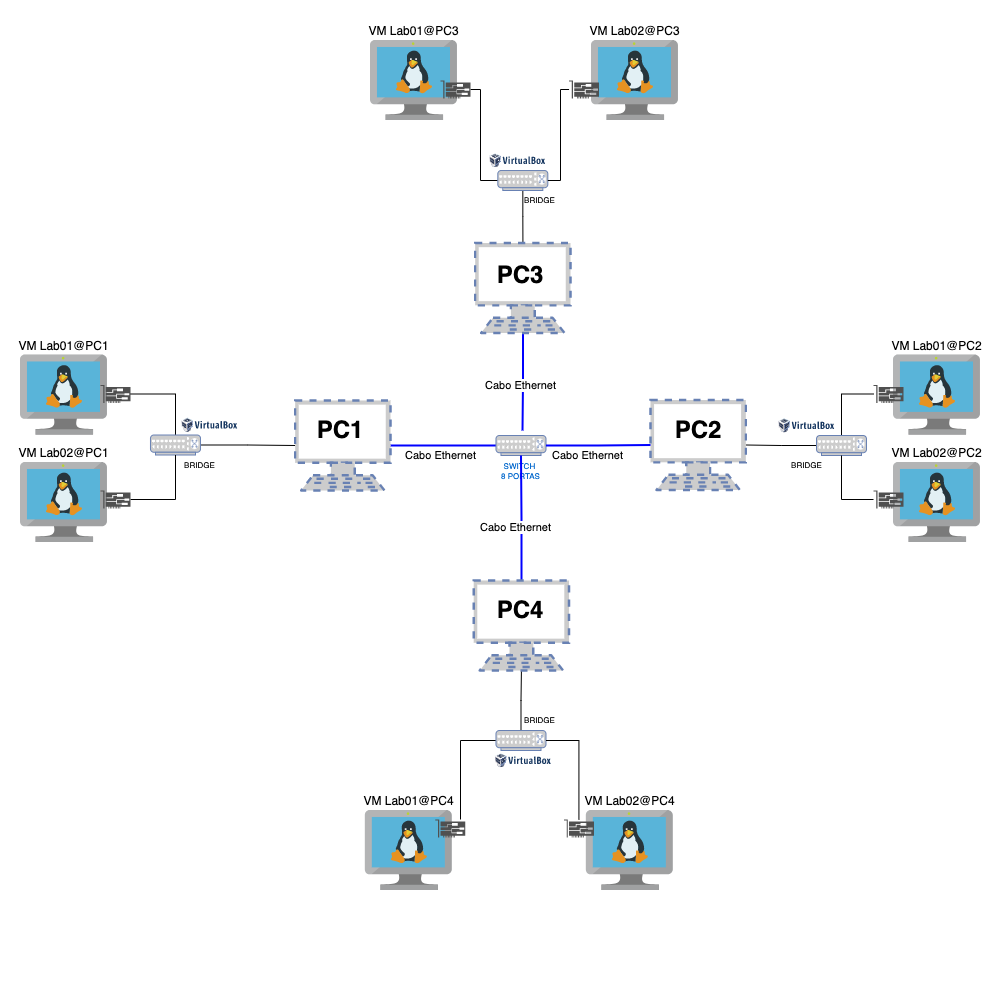 VM Lab01@PC3
VM Lab02@PC3
VirtualBox
BRIDGE
PC3
Cabo Ethernet
VM Lab01@PC1
VM Lab02@PC1
VirtualBox
BRIDGE
PC1
Cabo Ethernet
SWITCH
8 PORTAS
Cabo Ethernet
PC2
VirtualBox
BRIDGE
VM Lab01@PC2
VM Lab02@PC2
Cabo Ethernet
PC4
BRIDGE
VirtualBox
VM Lab01@PC4
VM Lab02@PC4